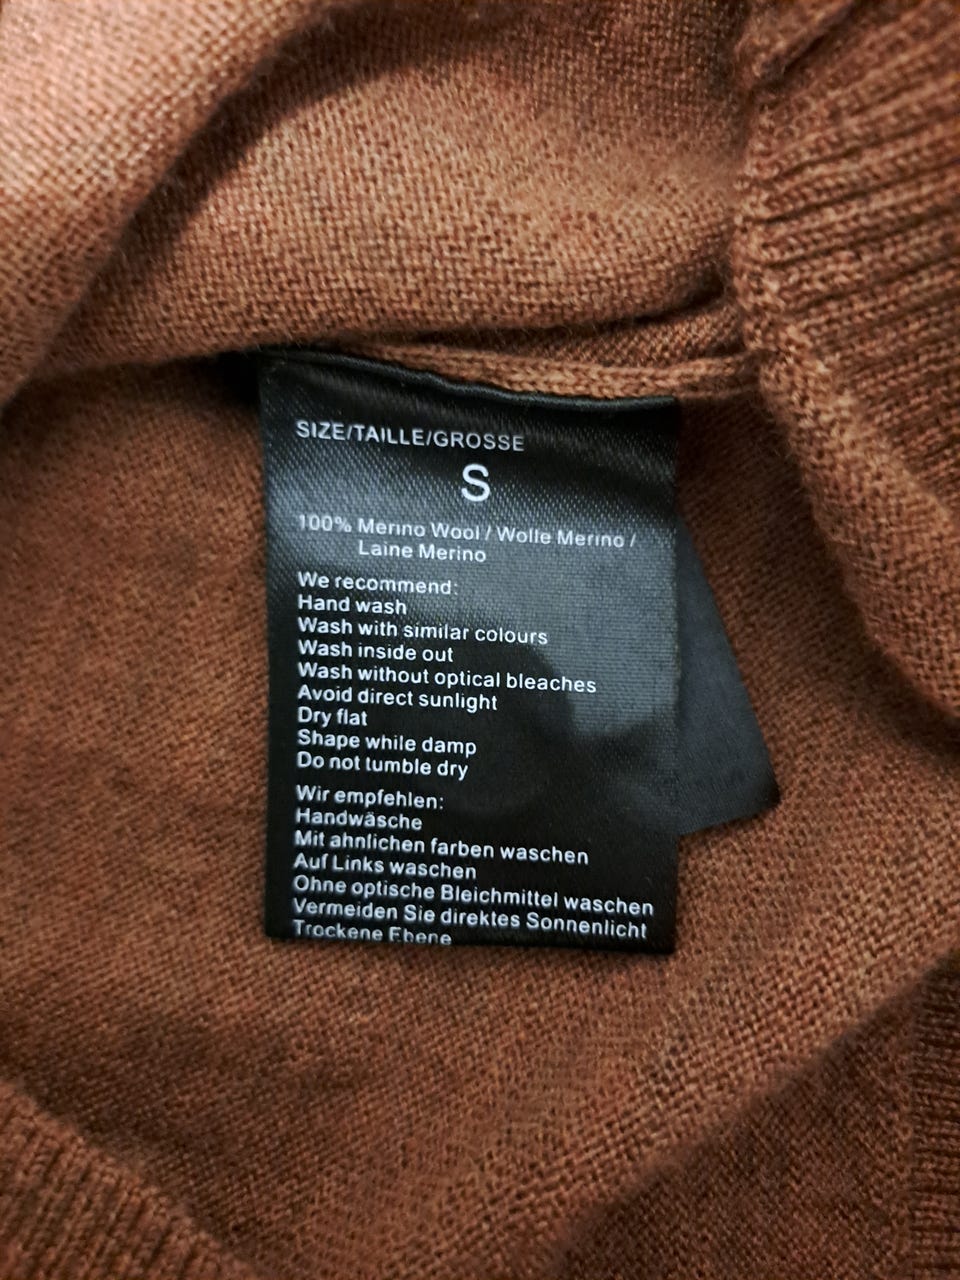 SIZE/TAILLE/GROSSE
S
100% Merino Wool / Wolle Merino /
Laine Merino
We recommend:
Hand wash
Wash with similar colours
Wash inside out
Wash without optical bleaches
Avoid direct sunlight
Dry flat
Shape while damp
Do not tumble dry
Wir empfehlen:
Handwäsche
Mit ahnlichen farben waschen
Auf Links waschen
Ohne optische Bleichmittel waschen
Vermeiden Sie direktes Sonnenlicht
Trockene Ebene